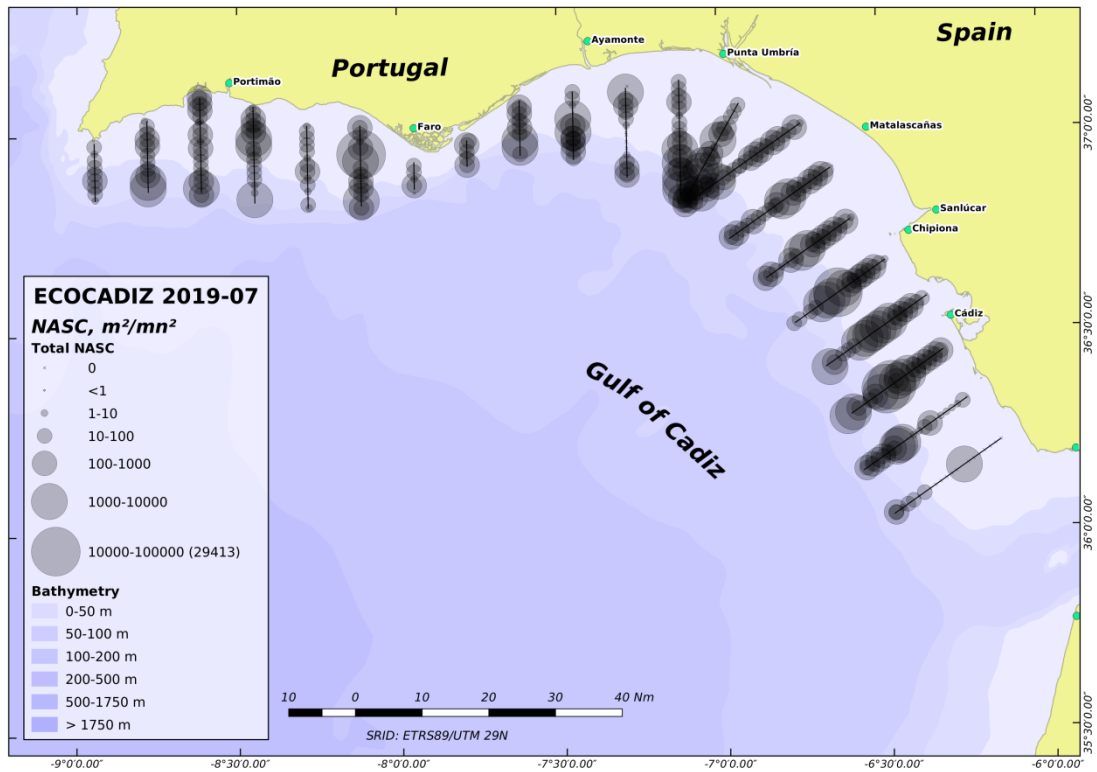 Spain
Ayamonte
Punta Umbría
Portugal
Portimão
Faro
Matalascañas
Sanlúcar
Chipiona
Cádiz
Gulf of Cadiz
ECOCADIZ 2019-07
NASC, m²/mn²
Total NASC
0
<1
1-10
10-100
100-1000
1000-10000
10000-100000 (29413)
Bathymetry
0-50 m
50-100 m
100-200 m
200-500 m
500-1750 m
> 1750 m
10 0 10 20 30 40 Nm
SRID: ETRS89/UTM 29N
37°0'0.00"
36°30'0.00"
36°0'0.00"
35°30'0.00"
-9°0'0.00" -8°30'0.00" -8°0'0.00" -7°30'0.00" -7°0'0.00" -6°30'0.00" -6°0'0.00"